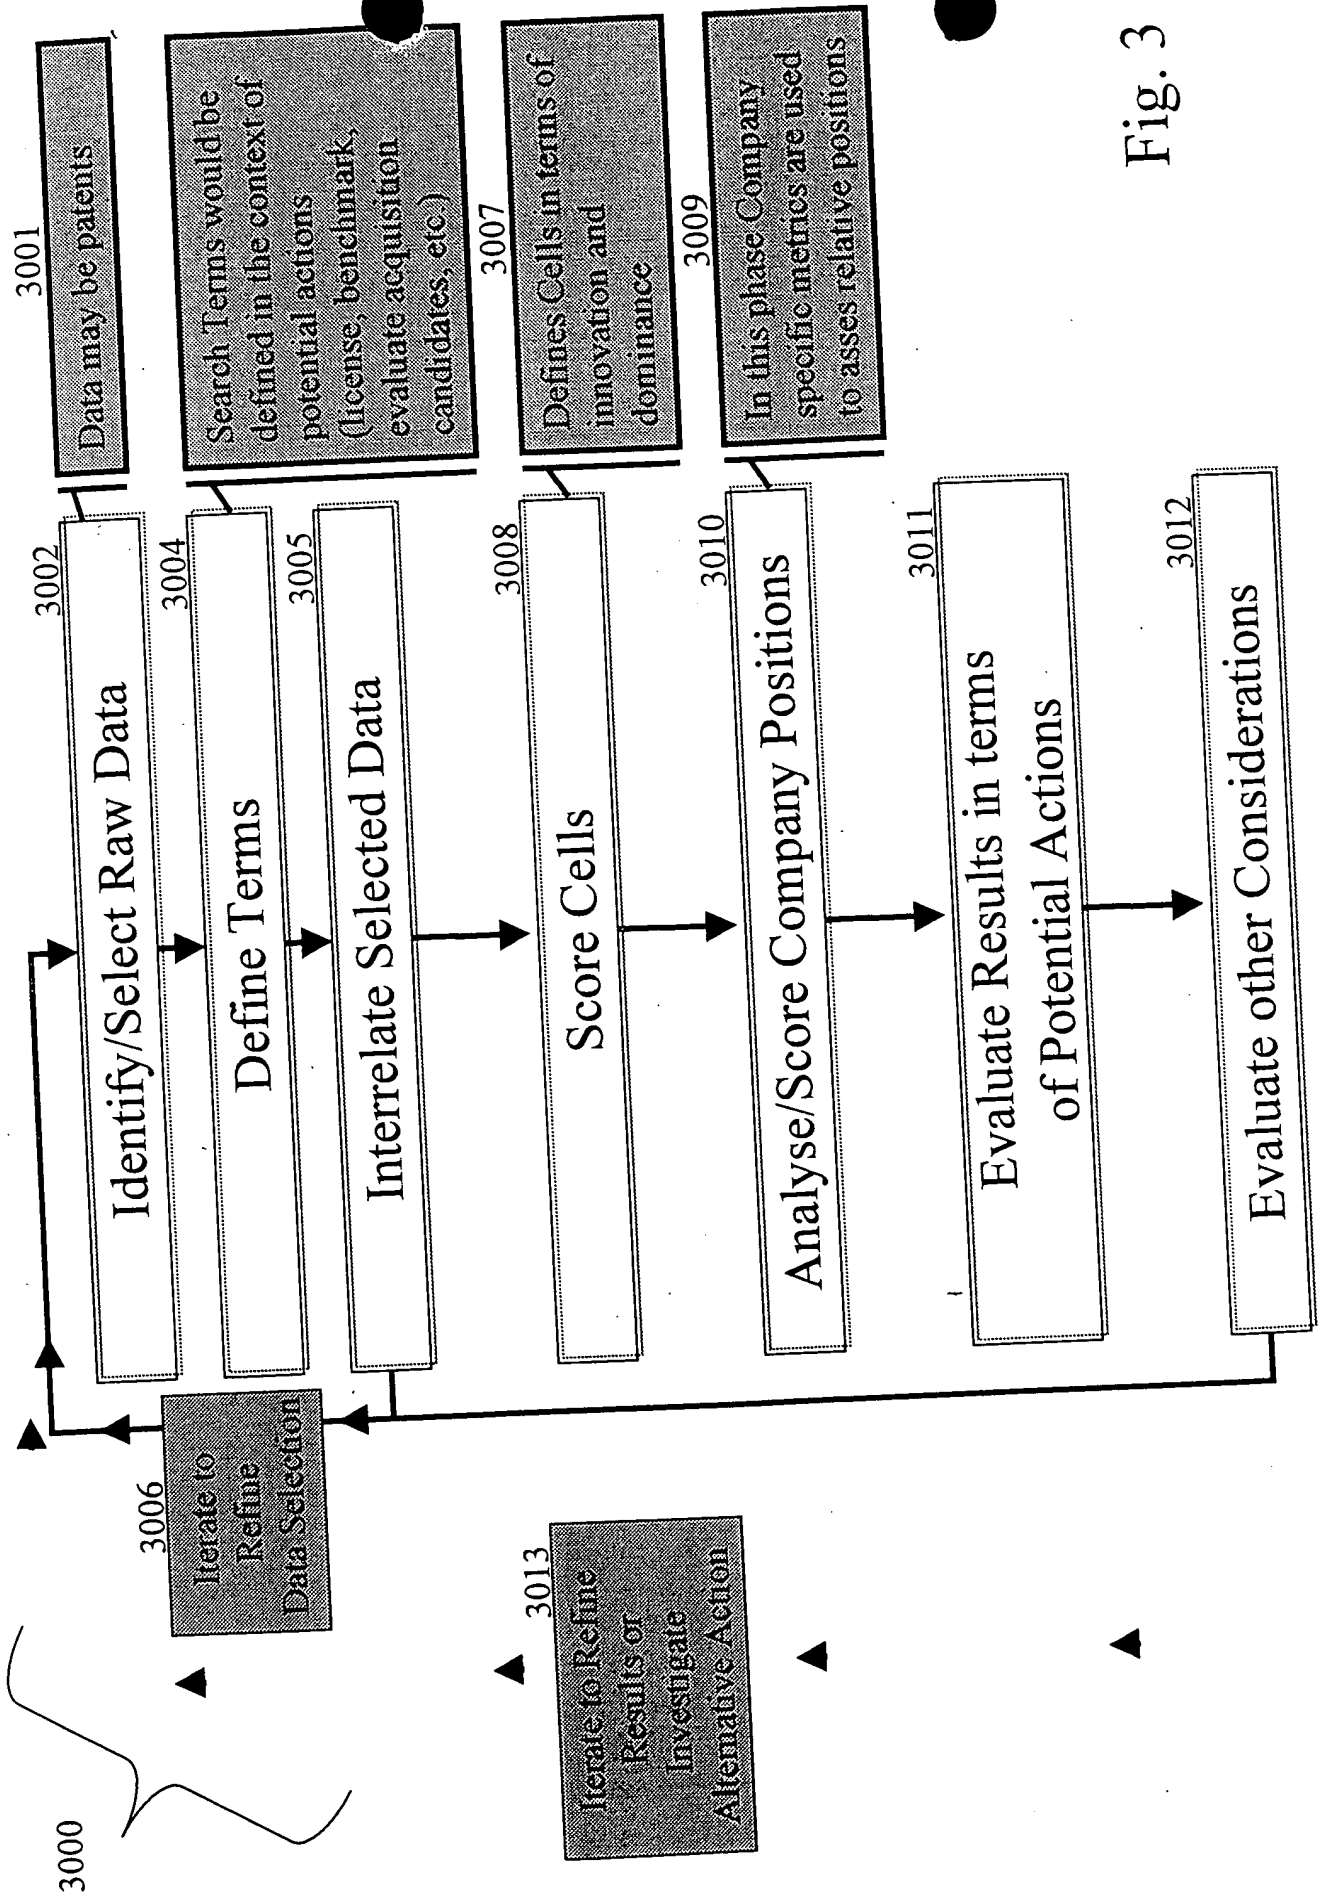 3000
3006
Iterate to
Refine
Data Selection
3013
Iterate to Refine
Results or
Investigate
Alternative Action
3002
Identify/Select Raw Data
3004
Define Terms
3005
Interrelate Selected Data
3008
Score Cells
3010
Analyse/Score Company Positions
3011
Evaluate Results in terms
of Potential Actions
3012
Evaluate other Considerations
3001
Data may be patents
Search Terms would be
defined in the context of
potential actions
(license, benchmark,
evaluate acquisition
candidates, etc.)
3007
Defines Cells in terms of
innovation and
dominance
3009
In this phase Company
specific metrics are used
to asses relative positions
Fig. 3